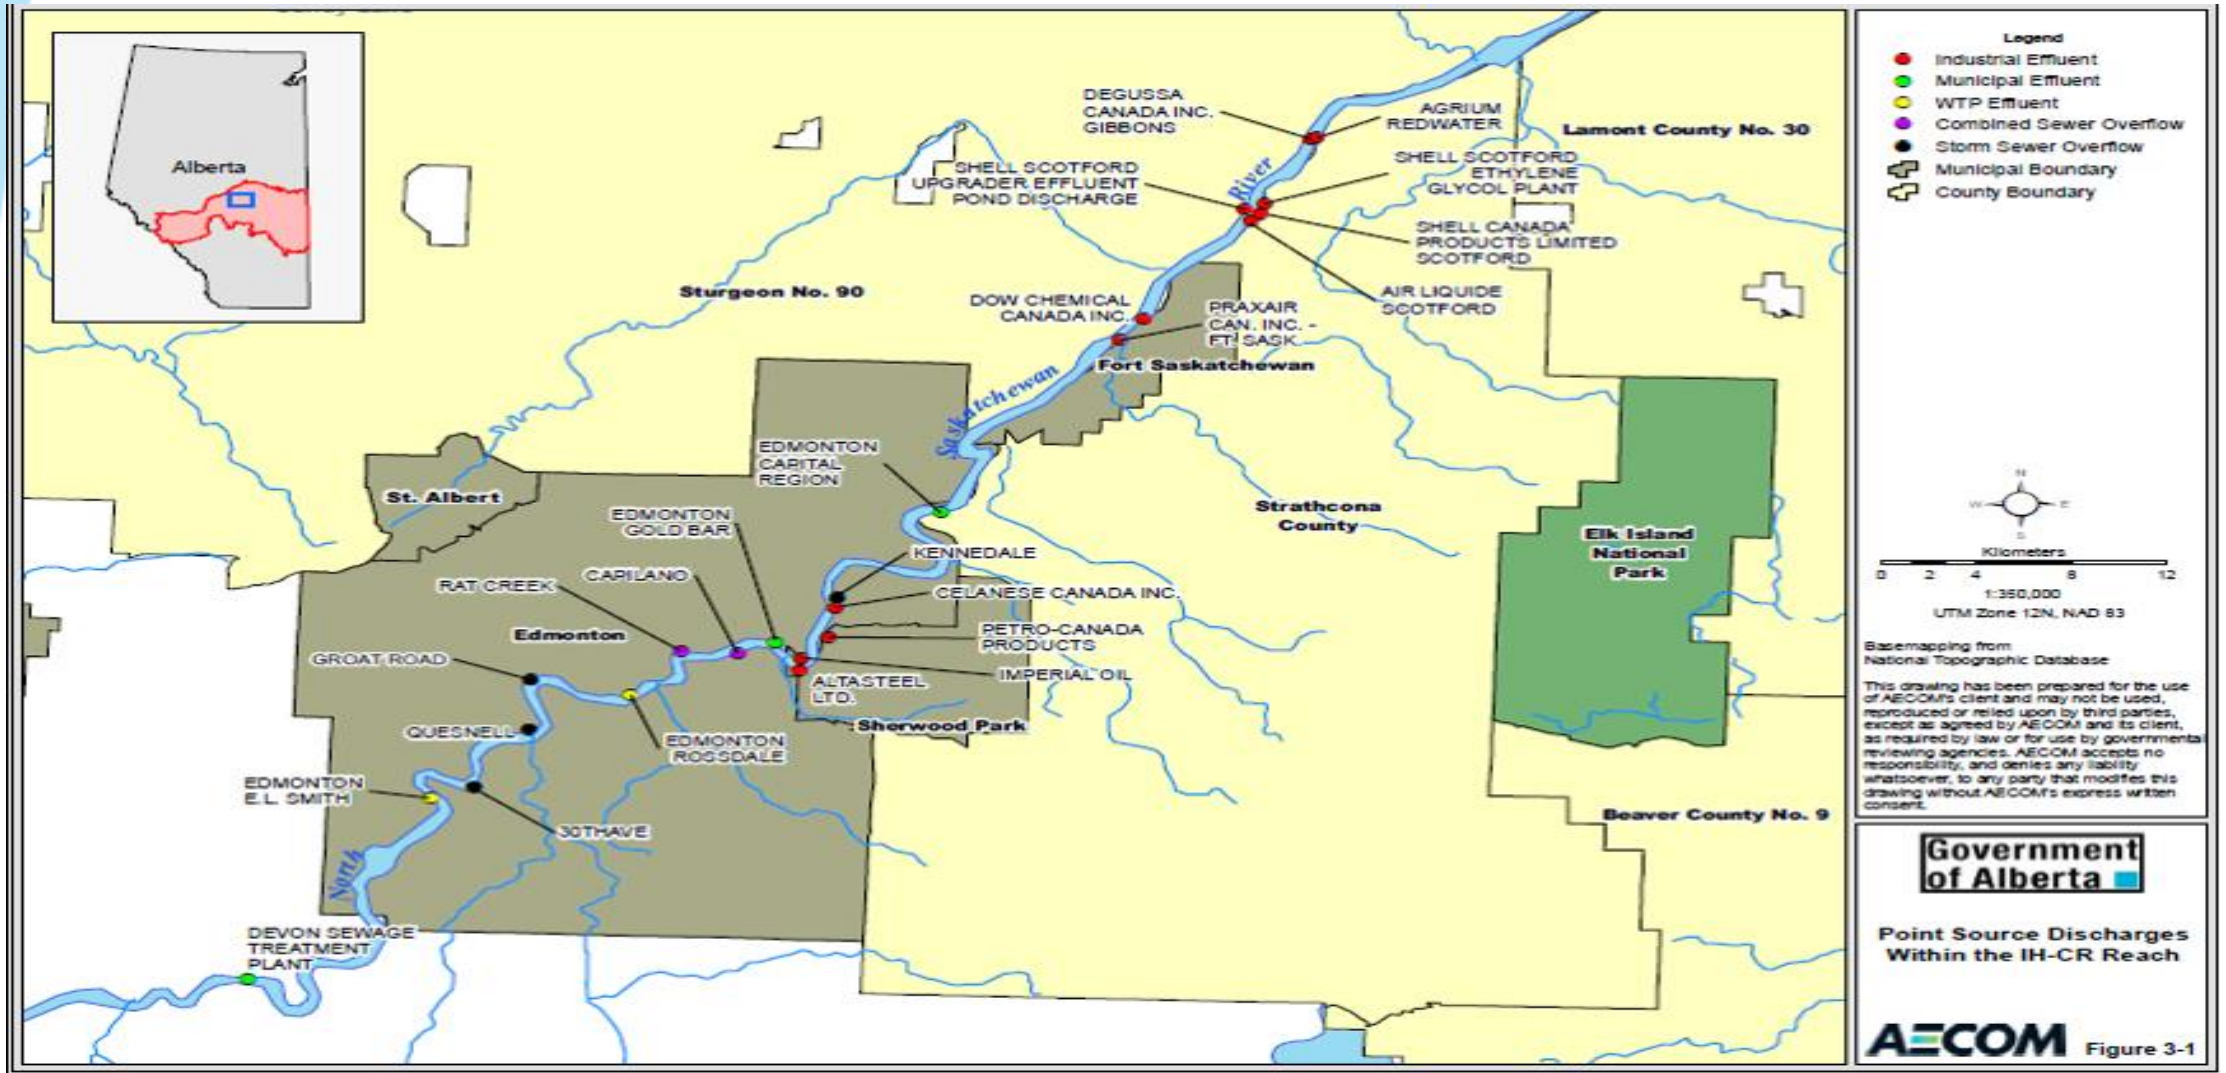 Alberta
DEGUSSA
CANADA INC.
GIBBONS
AGRIUM
REDWATER
Lamont County No. 30
SHELL SCOTFORD
UPGRADER EFFLUENT
POND DISCHARGE
River
SHELL SCOTFORD
ETHYLENE
GLYCOL PLANT
SHELL CANADA
PRODUCTS LIMITED
SCOTFORD
AIR LIQUIDE
SCOTFORD
Sturgeon No. 90
DOW CHEMICAL
CANADA INC.
PRAXAIR
CAN. INC. -
FT. SASK.
Fort Saskatchewan
Saskatchewan
EDMONTON
CAPITAL
REGION
St. Albert
EDMONTON
GOLD BAR
Strathcona
County
Elk Island
National
Park
KENNEDALE
CAPILANO
RAT CREEK
CELANESE CANADA INC.
Edmonton
PETRO-CANADA
PRODUCTS
GROAT ROAD
IMPERIAL OIL
ALTASTEEL
LTD.
Sherwood Park
QUESNELL
EDMONTON
ROSSDALE
EDMONTON
E.L. SMITH
30THAVE
Beaver County No. 9
North
DEVON SEWAGE
TREATMENT
PLANT
Legend
Industrial Effluent
Municipal Effluent
WTP Effluent
Combined Sewer Overflow
Storm Sewer Overflow
Municipal Boundary
County Boundary
N
W E
S
Kilometers
0 2 4 8 12
1:350,000
UTM Zone 12N, NAD 83
Basemapping from
National Topographic Database
This drawing has been prepared for the use
of AECOM's client and may not be used,
reproduced or relied upon by third parties,
except as agreed by AECOM and its client,
as required by law or for use by governmental
reviewing agencies. AECOM accepts no
responsibility, and denies any liability
whatsoever, to any party that modifies this
drawing without AECOM's express written
consent.
Government
of Alberta
Point Source Discharges
Within the IH-CR Reach
AECOM
Figure 3-1